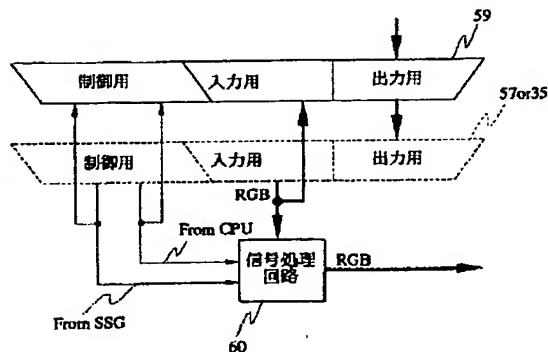 59
制御用 入力用 出力用
57or35
制御用 入力用 出力用
RGB
From CPU
信号処理
回路
RGB
From SSG
60